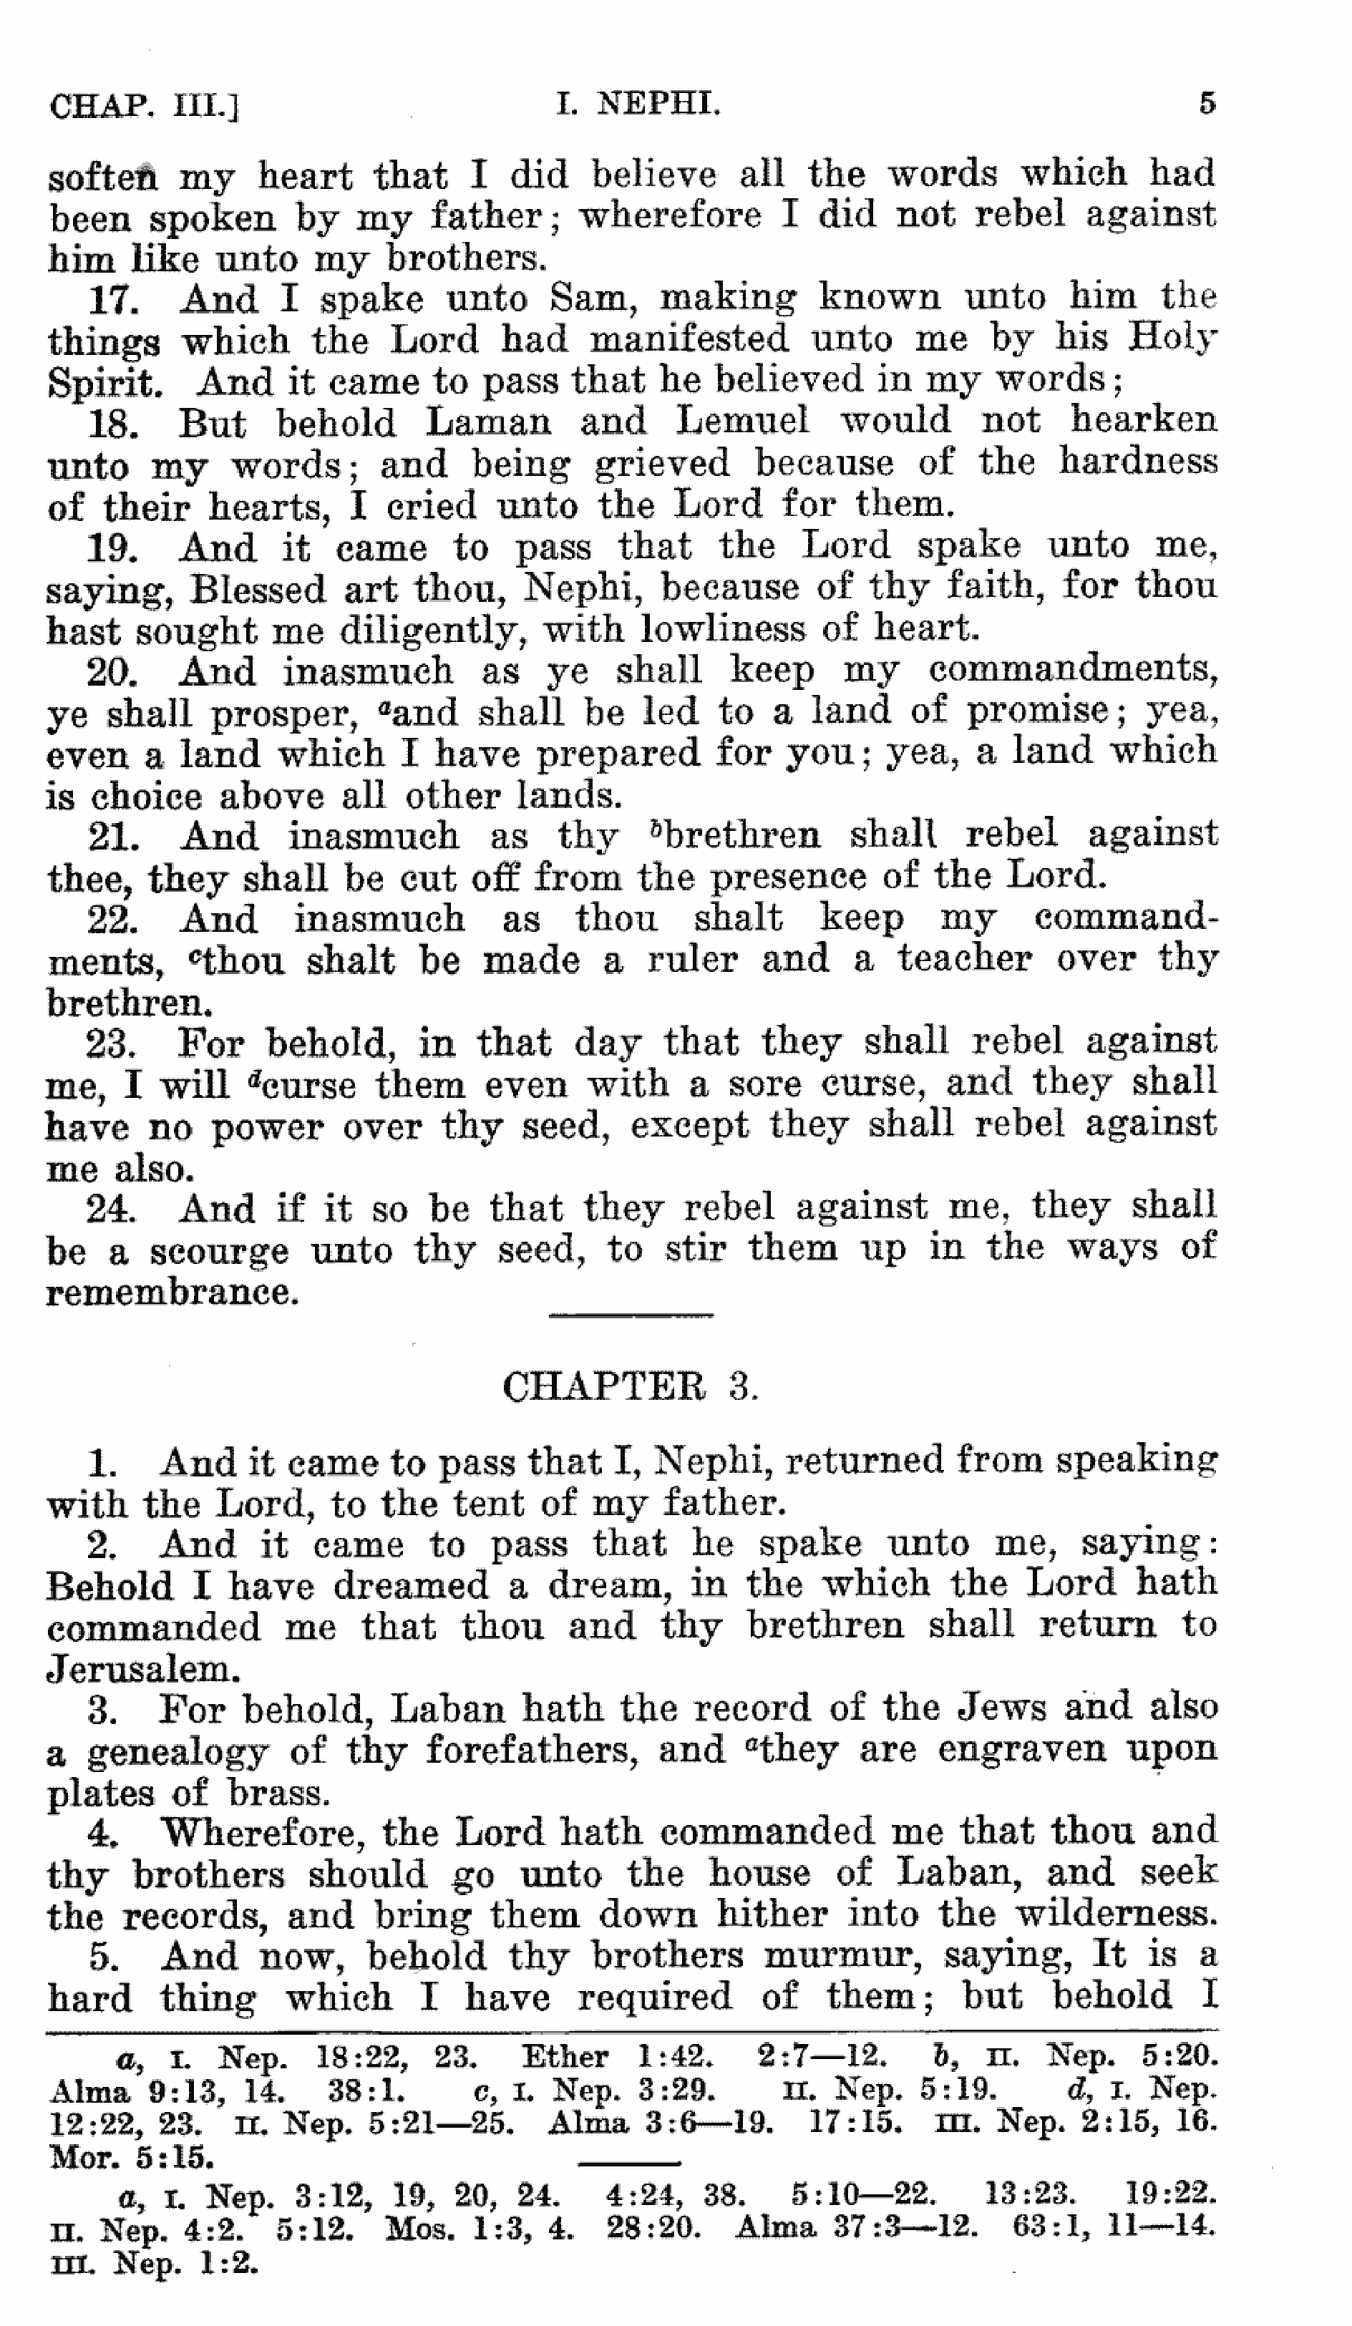 CHAP. III.] I. NEPHI. 5
soften my heart that I did believe all the words which had
been spoken by my father; wherefore I did not rebel against
him like unto my brothers.
17. And I spake unto Sam, making known unto him the
things which the Lord had manifested unto me by his Holy
Spirit. And it came to pass that he believed in my words;
18. But behold Laman and Lemuel would not hearken
unto my words; and being grieved because of the hardness
of their hearts, I cried unto the Lord for them.
19. And it came to pass that the Lord spake unto me,
saying, Blessed art thou, Nephi, because of thy faith, for thou
hast sought me diligently, with lowliness of heart.
20. And inasmuch as ye shall keep my commandments,
ye shall prosper, ᵃand shall be led to a land of promise; yea,
even a land which I have prepared for you; yea, a land which
is choice above all other lands.
21. And inasmuch as thy ᵇbrethren shall rebel against
thee, they shall be cut off from the presence of the Lord.
22. And inasmuch as thou shalt keep my command-
ments, ᶜthou shalt be made a ruler and a teacher over thy
brethren.
23. For behold, in that day that they shall rebel against
me, I will ᵈcurse them even with a sore curse, and they shall
have no power over thy seed, except they shall rebel against
me also.
24. And if it so be that they rebel against me, they shall
be a scourge unto thy seed, to stir them up in the ways of
remembrance.
CHAPTER 3.
1. And it came to pass that I, Nephi, returned from speaking
with the Lord, to the tent of my father.
2. And it came to pass that he spake unto me, saying:
Behold I have dreamed a dream, in the which the Lord hath
commanded me that thou and thy brethren shall return to
Jerusalem.
3. For behold, Laban hath the record of the Jews and also
a genealogy of thy forefathers, and ᵃthey are engraven upon
plates of brass.
4. Wherefore, the Lord hath commanded me that thou and
thy brothers should go unto the house of Laban, and seek
the records, and bring them down hither into the wilderness.
5. And now, behold thy brothers murmur, saying, It is a
hard thing which I have required of them; but behold I
a, I. Nep. 18:22, 23. Ether 1:42. 2:7—12. b, II. Nep. 5:20.
Alma 9:13, 14. 38:1. c, I. Nep. 3:29. II. Nep. 5:19. d, I. Nep.
12:22, 23. II. Nep. 5:21—25. Alma 3:6—19. 17:15. III. Nep. 2:15, 16.
Mor. 5:15.
a, I. Nep. 3:12, 19, 20, 24. 4:24, 38. 5:10—22. 13:23. 19:22.
II. Nep. 4:2. 5:12. Mos. 1:3, 4. 28:20. Alma 37:3—12. 63:1, 11—14.
III. Nep. 1:2.